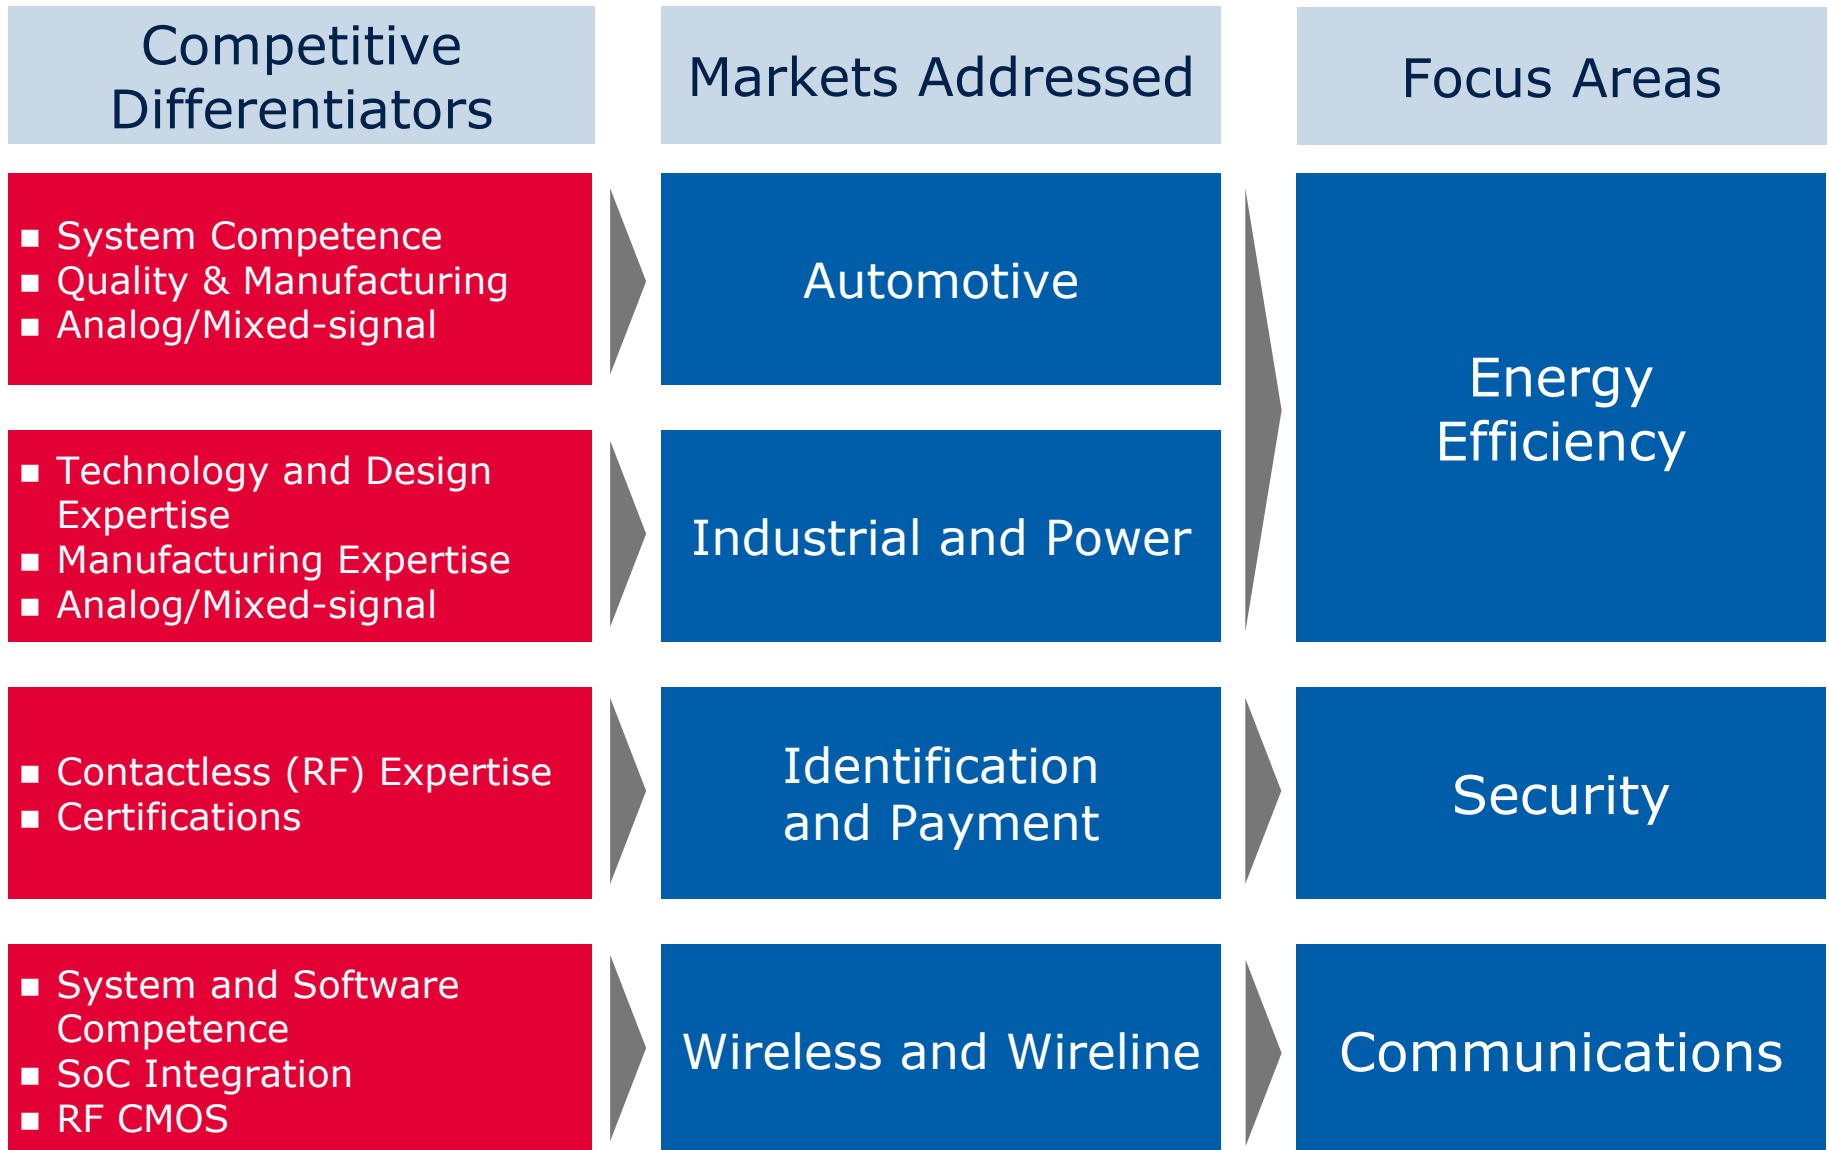 Competitive
Differentiators
Markets Addressed
Focus Areas
■ System Competence
■ Quality & Manufacturing
■ Analog/Mixed-signal
Automotive
Energy
Efficiency
■ Technology and Design
Expertise
■ Manufacturing Expertise
■ Analog/Mixed-signal
Industrial and Power
■ Contactless (RF) Expertise
■ Certifications
Identification
and Payment
Security
■ System and Software
Competence
■ SoC Integration
■ RF CMOS
Wireless and Wireline
Communications